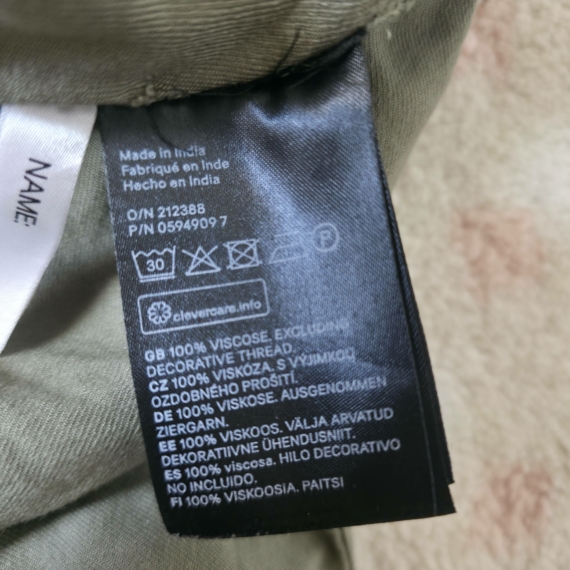 NAME
Made in India
Fabriqué en Inde
Hecho en India
O/N 212388
P/N 0594909 7
30
F
clevercare.info
GB 100% VISCOSE, EXCLUDING
DECORATIVE THREAD.
CZ 100% VISKÓZA. S VÝJIMKOU
OZDOBNÉHO PROŠITÍ.
DE 100% VISKOSE. AUSGENOMMEN
ZIERGARN.
EE 100% VISKOOS. VÄLJA ARVATUD
DEKORATIIVNE ÜHENDUSNIIT.
ES 100% viscosa. HILO DECORATIVO
NO INCLUIDO.
FI 100% VISKOOSIA. PAITSI